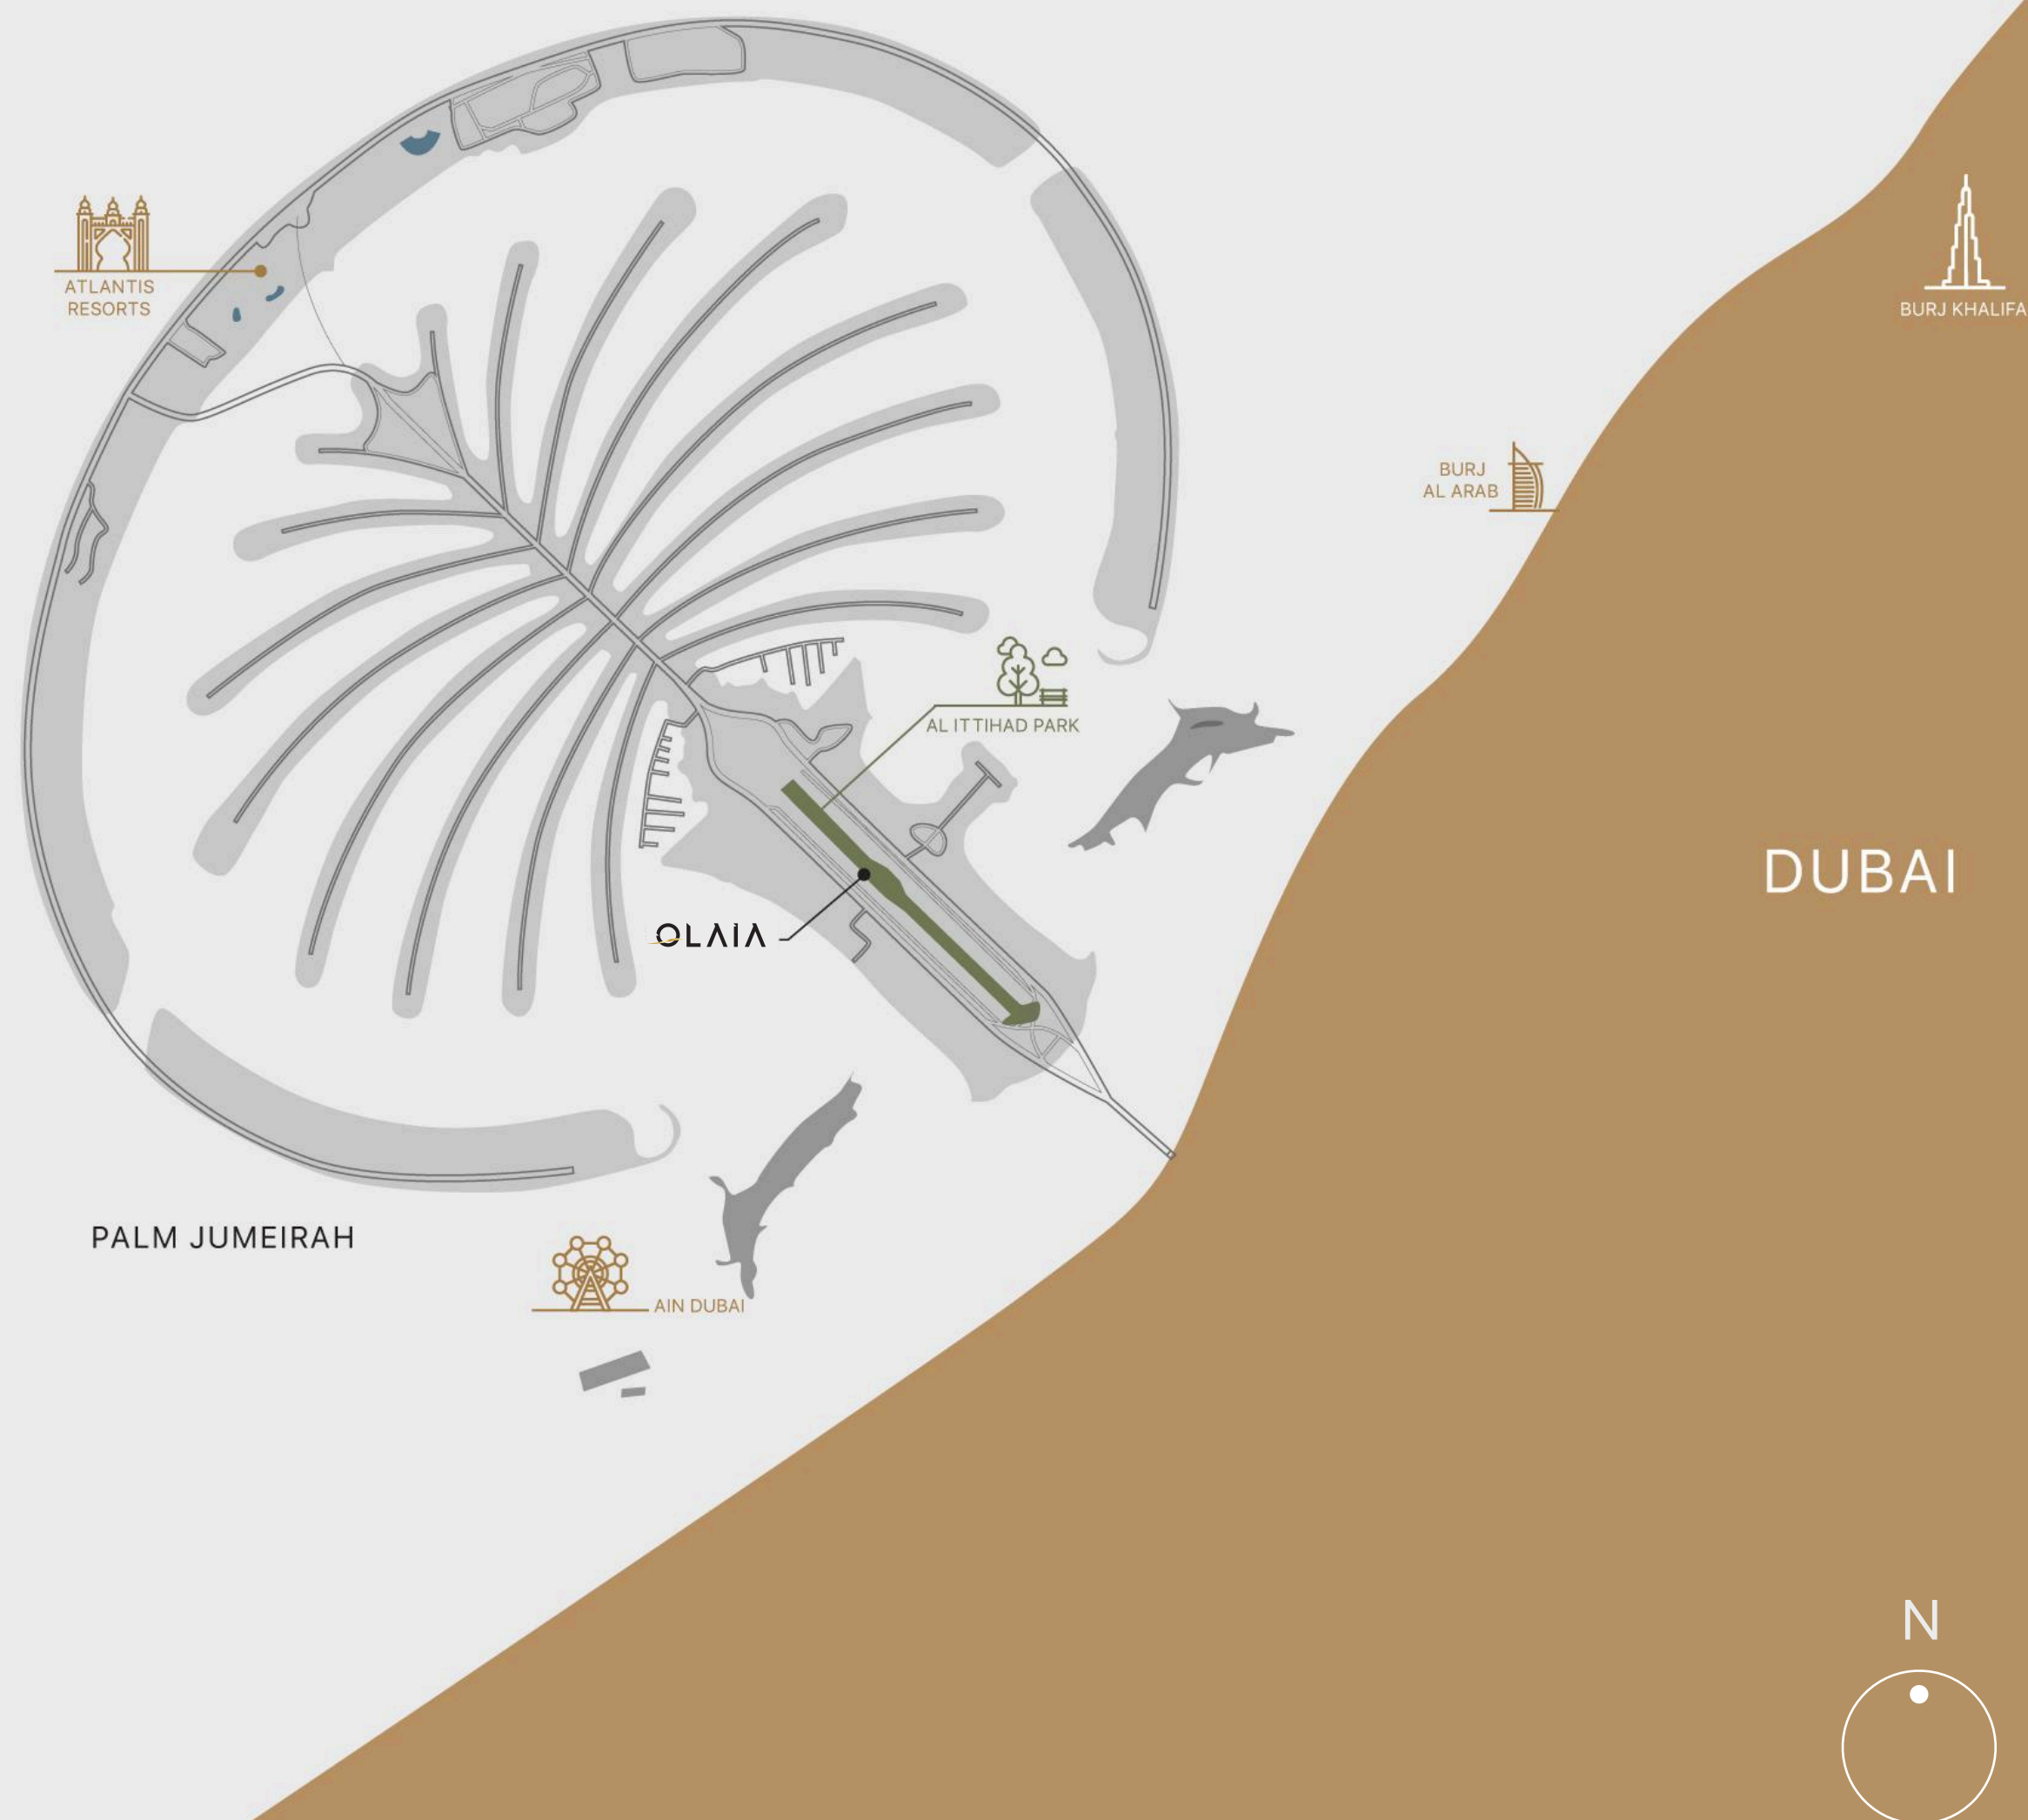 ATLANTIS
RESORTS
BURJ KHALIFA
BURJ
AL ARAB
AL ITTIHAD PARK
DUBAI
OLAIA
PALM JUMEIRAH
AIN DUBAI
N